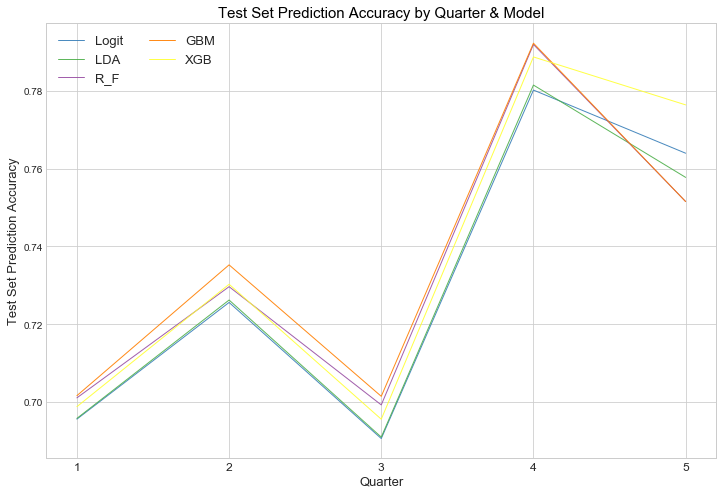 Test Set Prediction Accuracy by Quarter & Model
Logit
LDA
R_F
GBM
XGB
Test Set Prediction Accuracy
0.78
0.76
0.74
0.72
0.70
1 2 3 4 5
Quarter